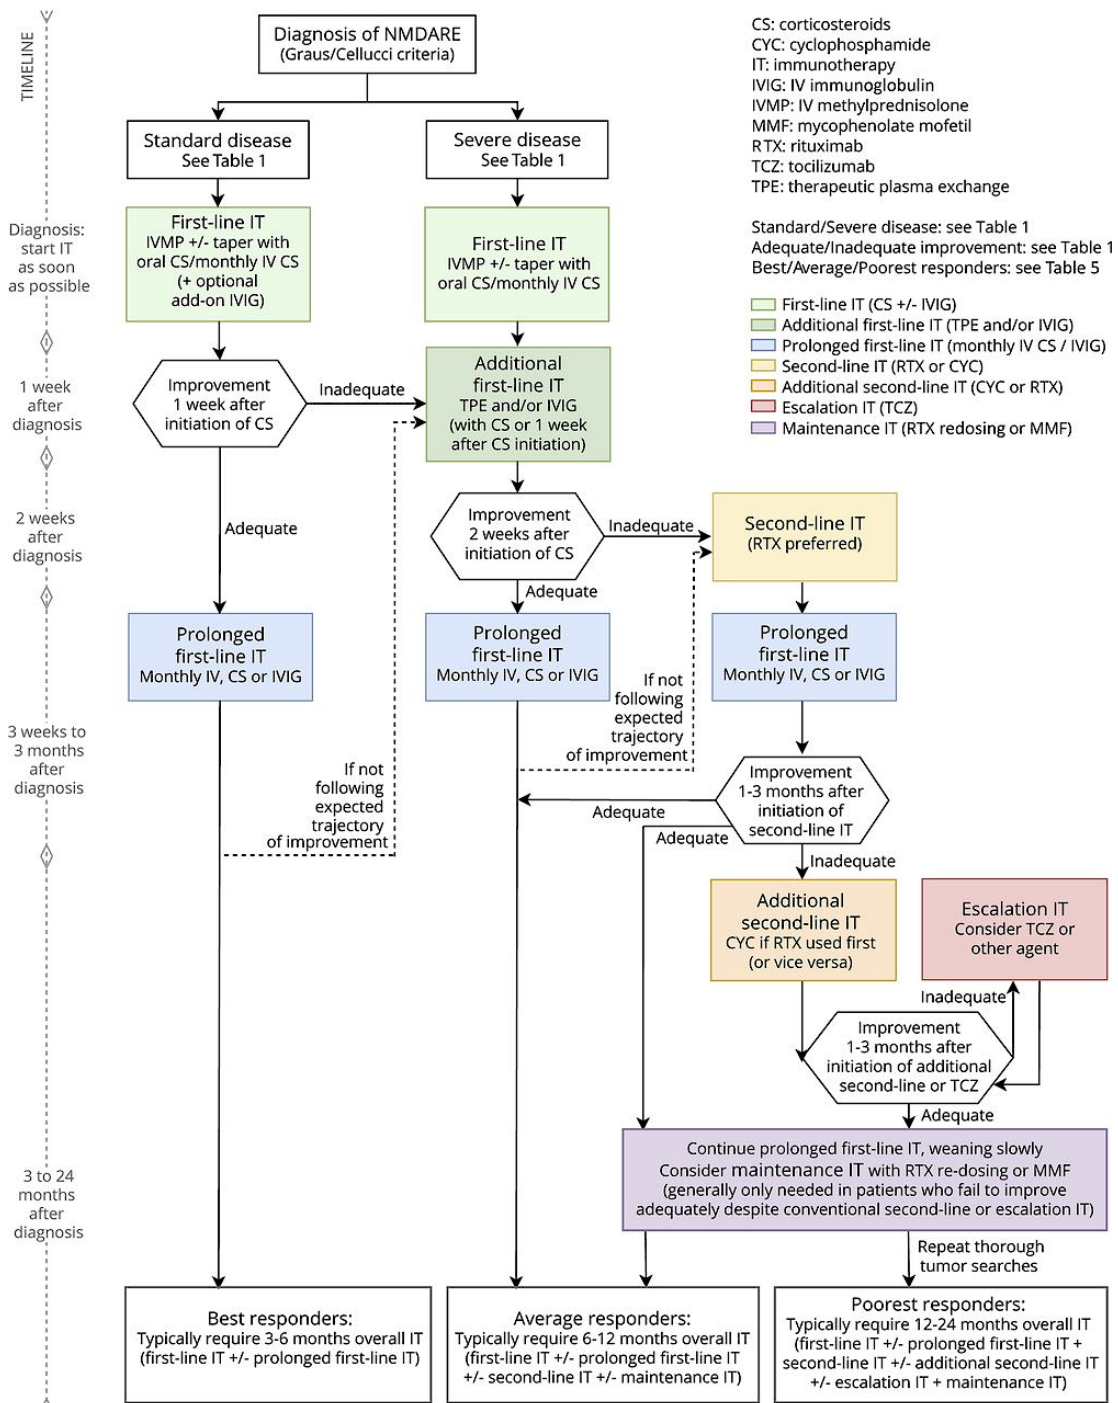 TIMELINE
Diagnosis of NMDARE
(Graus/Cellucci criteria)
CS: corticosteroids
CYC: cyclophosphamide
IT: immunotherapy
IVIG: IV immunoglobulin
IVMP: IV methylprednisolone
MMF: mycophenolate mofetil
RTX: rituximab
TCZ: tocilizumab
TPE: therapeutic plasma exchange
Standard/Severe disease: see Table 1
Adequate/Inadequate improvement: see Table 1
Best/Average/Poorest responders: see Table 5
First-line IT (CS +/- IVIG)
Additional first-line IT (TPE and/or IVIG)
Prolonged first-line IT (monthly IV CS / IVIG)
Second-line IT (RTX or CYC)
Additional second-line IT (CYC or RTX)
Escalation IT (TCZ)
Maintenance IT (RTX redosing or MMF)
Standard disease
See Table 1
Severe disease
See Table 1
Diagnosis:
start IT
as soon
as possible
First-line IT
IVMP +/- taper with
oral CS/monthly IV CS
(+ optional
add-on IVIG)
First-line IT
IVMP +/- taper with
oral CS/monthly IV CS
1 week
after
diagnosis
Improvement
1 week after
initiation of CS
Inadequate
Additional
first-line IT
TPE and/or IVIG
(with CS or 1 week
after CS initiation)
2 weeks
after
diagnosis
Adequate
Improvement
2 weeks after
initiation of CS
Inadequate
Second-line IT
(RTX preferred)
Adequate
3 weeks to
3 months
after
diagnosis
Prolonged
first-line IT
Monthly IV, CS or IVIG
Prolonged
first-line IT
Monthly IV, CS or IVIG
Prolonged
first-line IT
Monthly IV, CS or IVIG
If not
following
expected
trajectory
of improvement
If not
following
expected
trajectory
of improvement
Improvement
1-3 months after
initiation of
second-line IT
Adequate
Adequate
Inadequate
Additional
second-line IT
CYC if RTX used first
(or vice versa)
Escalation IT
Consider TCZ or
other agent
Inadequate
Improvement
1-3 months after
initiation of additional
second-line or TCZ
Adequate
3 to 24
months
after
diagnosis
Continue prolonged first-line IT, weaning slowly
Consider maintenance IT with RTX re-dosing or MMF
(generally only needed in patients who fail to improve
adequately despite conventional second-line or escalation IT)
Repeat thorough
tumor searches
Best responders:
Typically require 3-6 months overall IT
(first-line IT +/- prolonged first-line IT)
Average responders:
Typically require 6-12 months overall IT
(first-line IT +/- prolonged first-line IT
+/- second-line IT +/- maintenance IT)
Poorest responders:
Typically require 12-24 months overall IT
(first-line IT +/- prolonged first-line IT +
second-line IT +/- additional second-line IT
+/- escalation IT + maintenance IT)